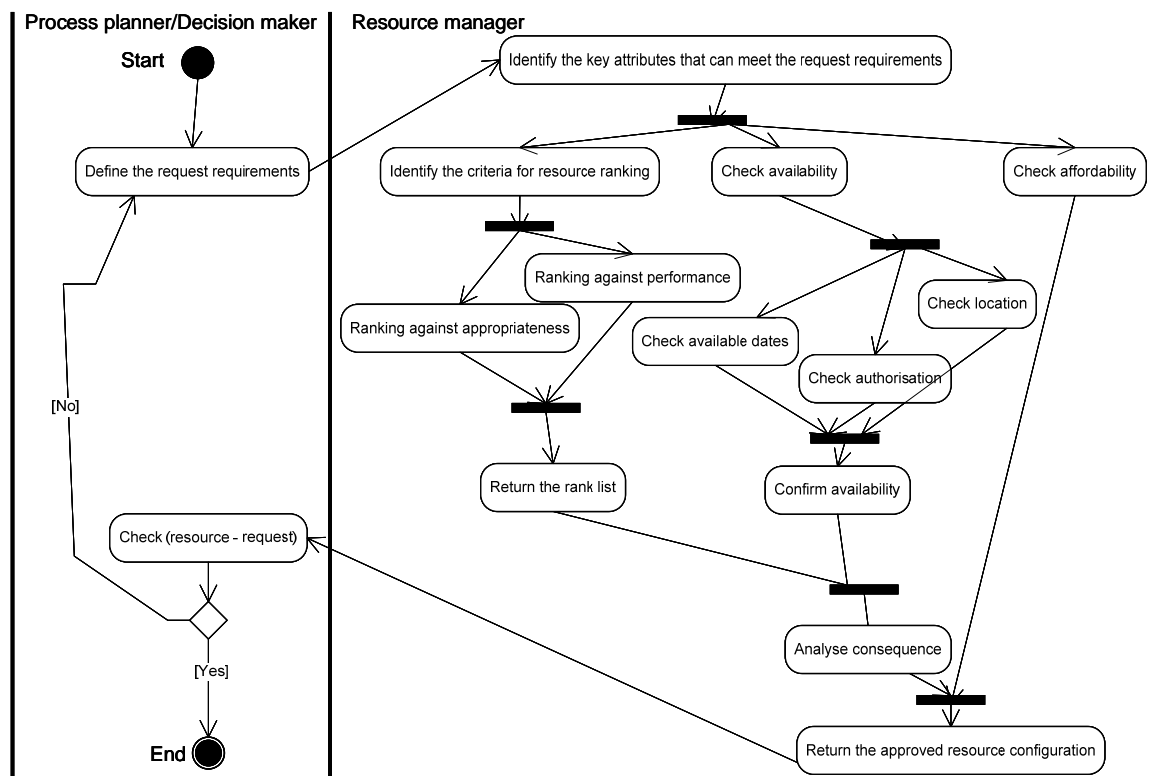 Process planner/Decision maker
Resource manager
Start
Identify the key attributes that can meet the request requirements
Define the request requirements
Identify the criteria for resource ranking
Check availability
Check affordability
Ranking against performance
Check location
Ranking against appropriateness
Check available dates
Check authorisation
[No]
Return the rank list
Confirm availability
Check (resource - request)
Analyse consequence
[Yes]
End
Return the approved resource configuration